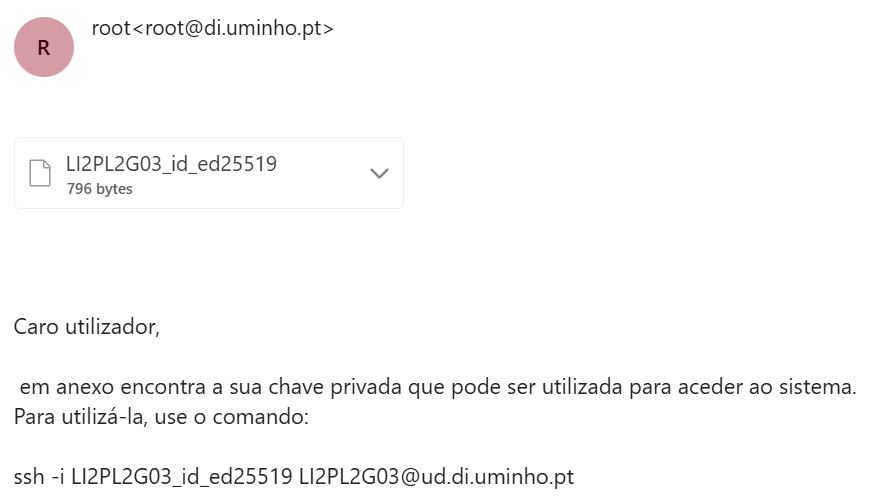 R
root<root@di.uminho.pt>
LI2PL2G03_id_ed25519
796 bytes
Caro utilizador,
em anexo encontra a sua chave privada que pode ser utilizada para aceder ao sistema.
Para utilizá-la, use o comando:
ssh -i LI2PL2G03_id_ed25519 LI2PL2G03@ud.di.uminho.pt